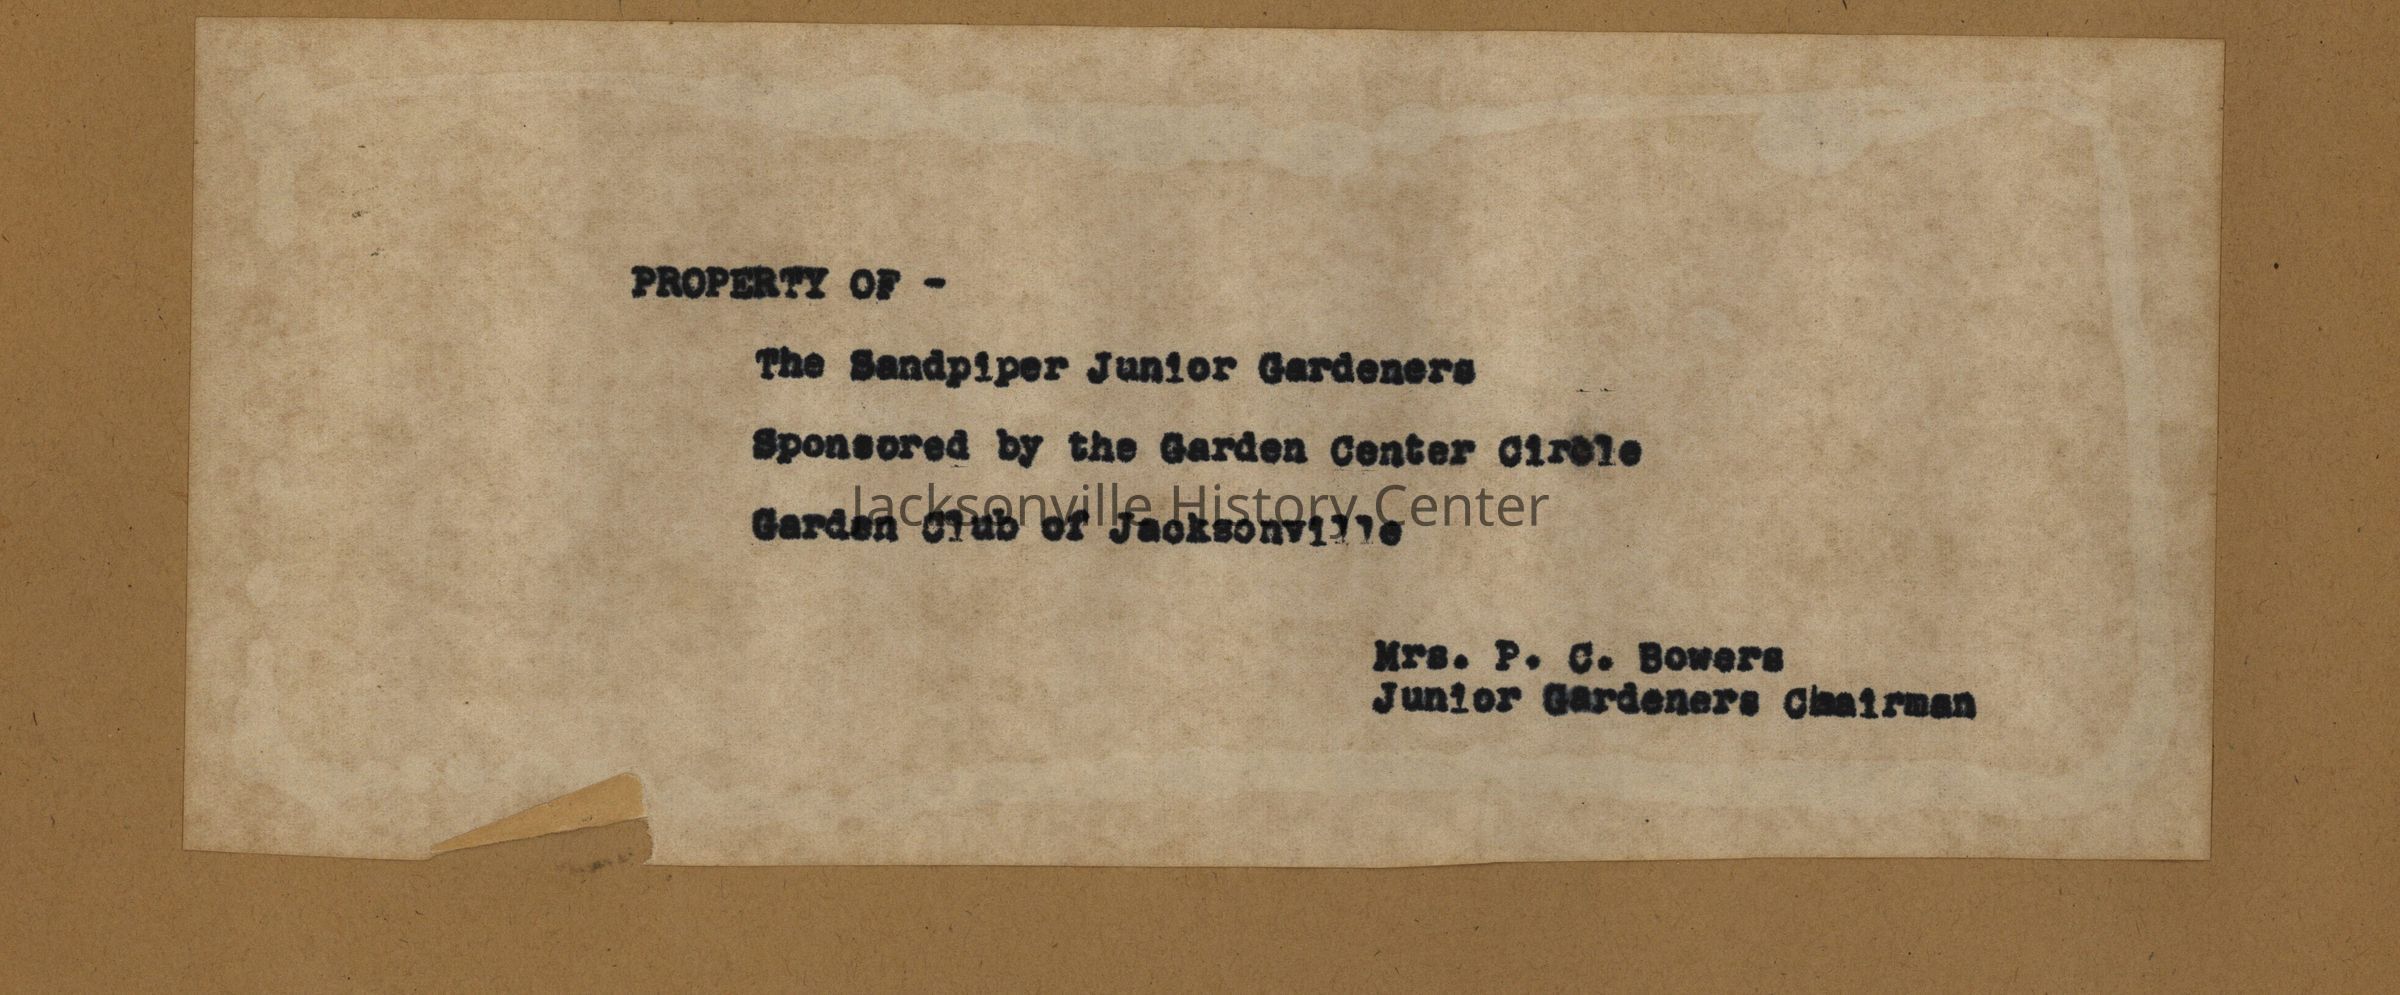 PROPERTY OF -
The Sandpiper Junior Gardeners
Sponsored by the Garden Center Circle
Jacksonville History Center
Garden Club of Jacksonville
Mrs. P. C. Bowers
Junior Gardeners Chairman